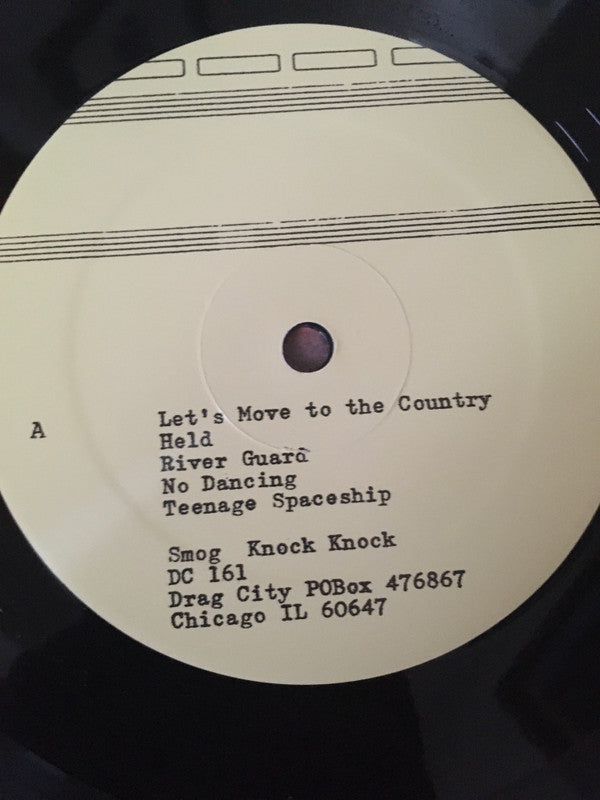 A
Let's Move to the Country
Held
River Guard
No Dancing
Teenage Spaceship
Smog Knock Knock
DC 161
Drag City POBox 476867
Chicago IL 60647